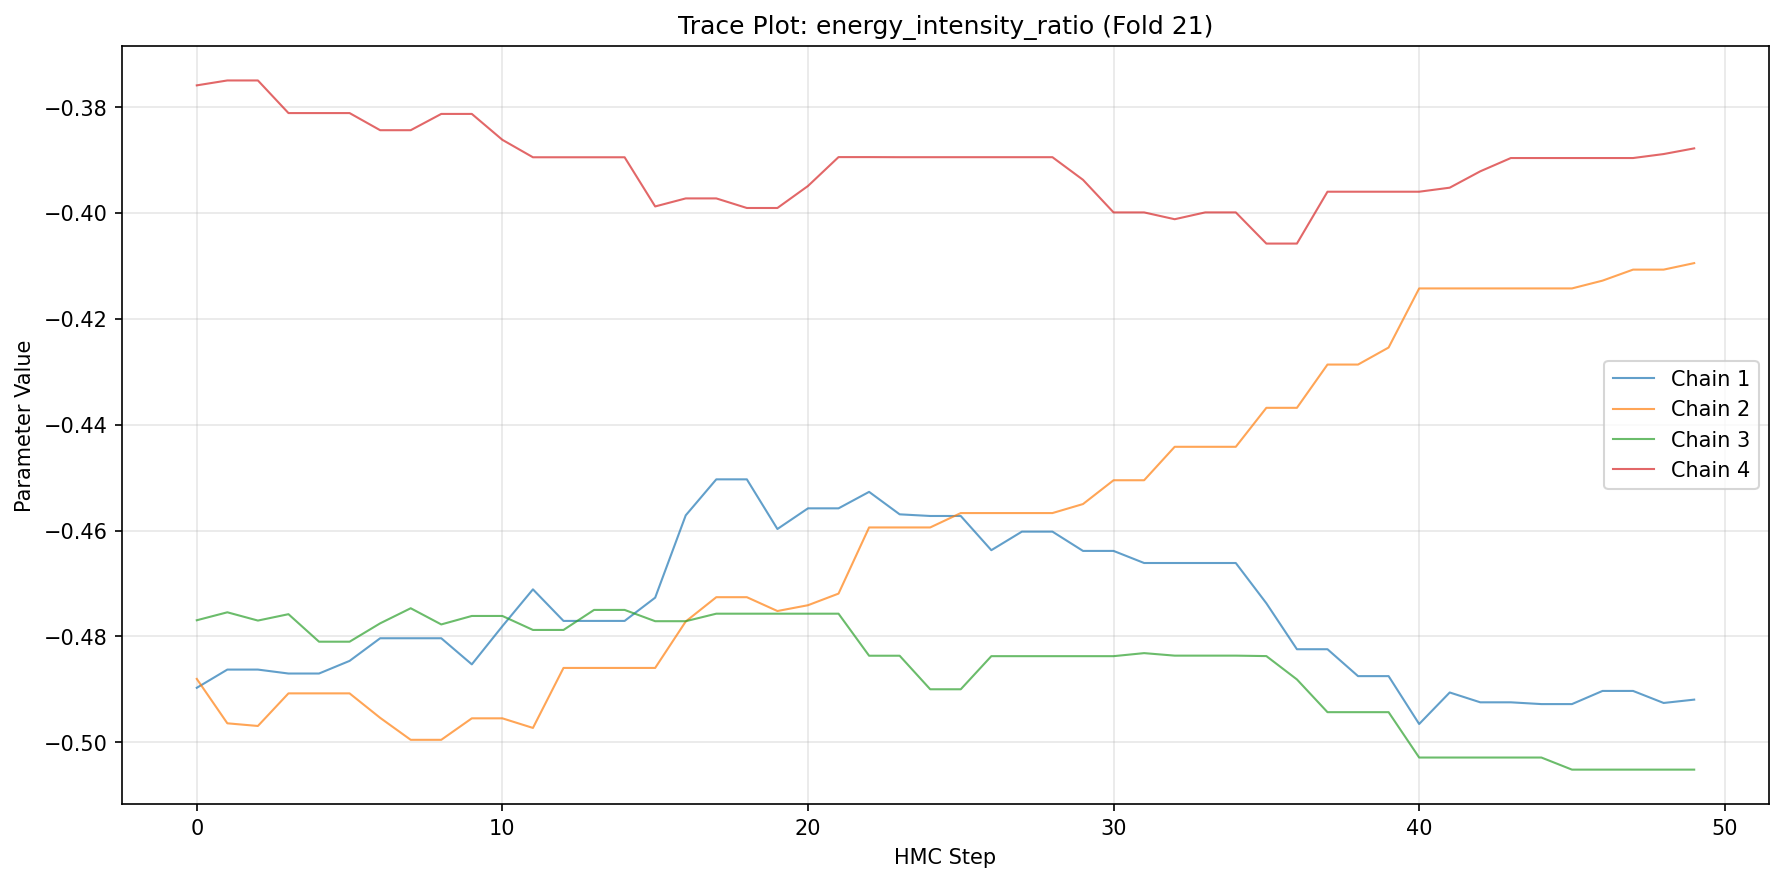 Trace Plot: energy_intensity_ratio (Fold 21)
Parameter Value
−0.38
−0.40
−0.42
−0.44
−0.46
−0.48
−0.50
Chain 1
Chain 2
Chain 3
Chain 4
0
10
20
30
40
50
HMC Step